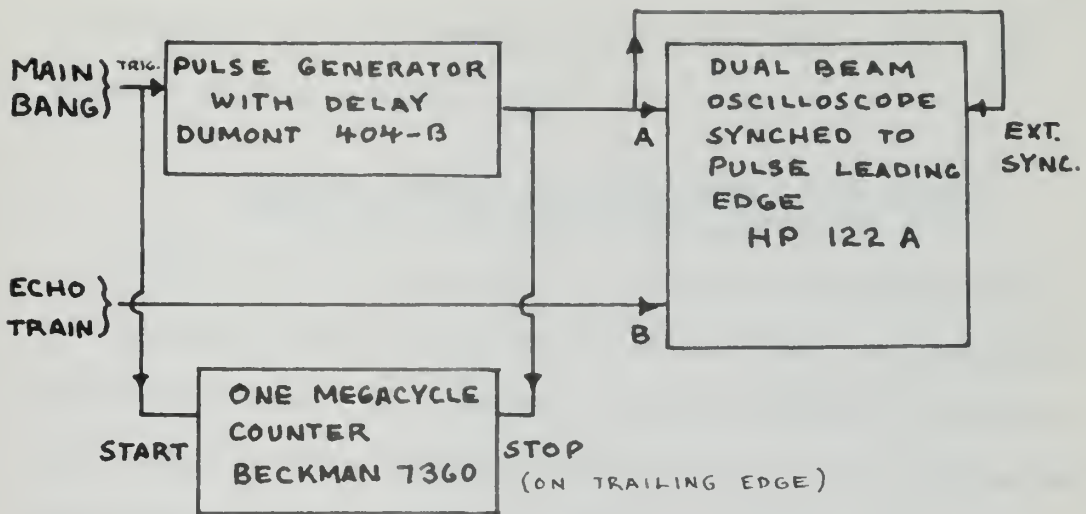 MAIN
BANG
TRIG.
PULSE GENERATOR
WITH DELAY
DUMONT 404-B
A
DUAL BEAM
OSCILLOSCOPE
SYNCHED TO
PULSE LEADING
EDGE
HP 122 A
EXT.
SYNC.
ECHO
TRAIN
B
START
ONE MEGACYCLE
COUNTER
BECKMAN 7360
STOP
(ON TRAILING EDGE)